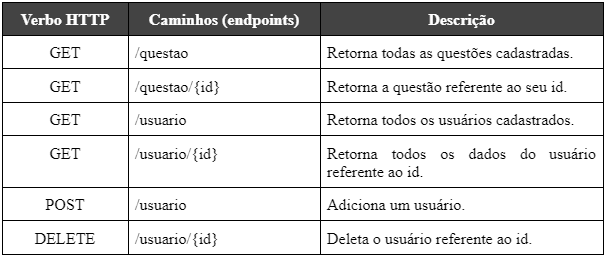 Verbo HTTP Caminhos (endpoints) Descrição
GET /questao Retorna todas as questões cadastradas.
GET /questao/{id} Retorna a questão referente ao seu id.
GET /usuario Retorna todos os usuários cadastrados.
GET /usuario/{id} Retorna todos os dados do usuário
referente ao id.
POST /usuario Adiciona um usuário.
DELETE /usuario/{id} Deleta o usuário referente ao id.